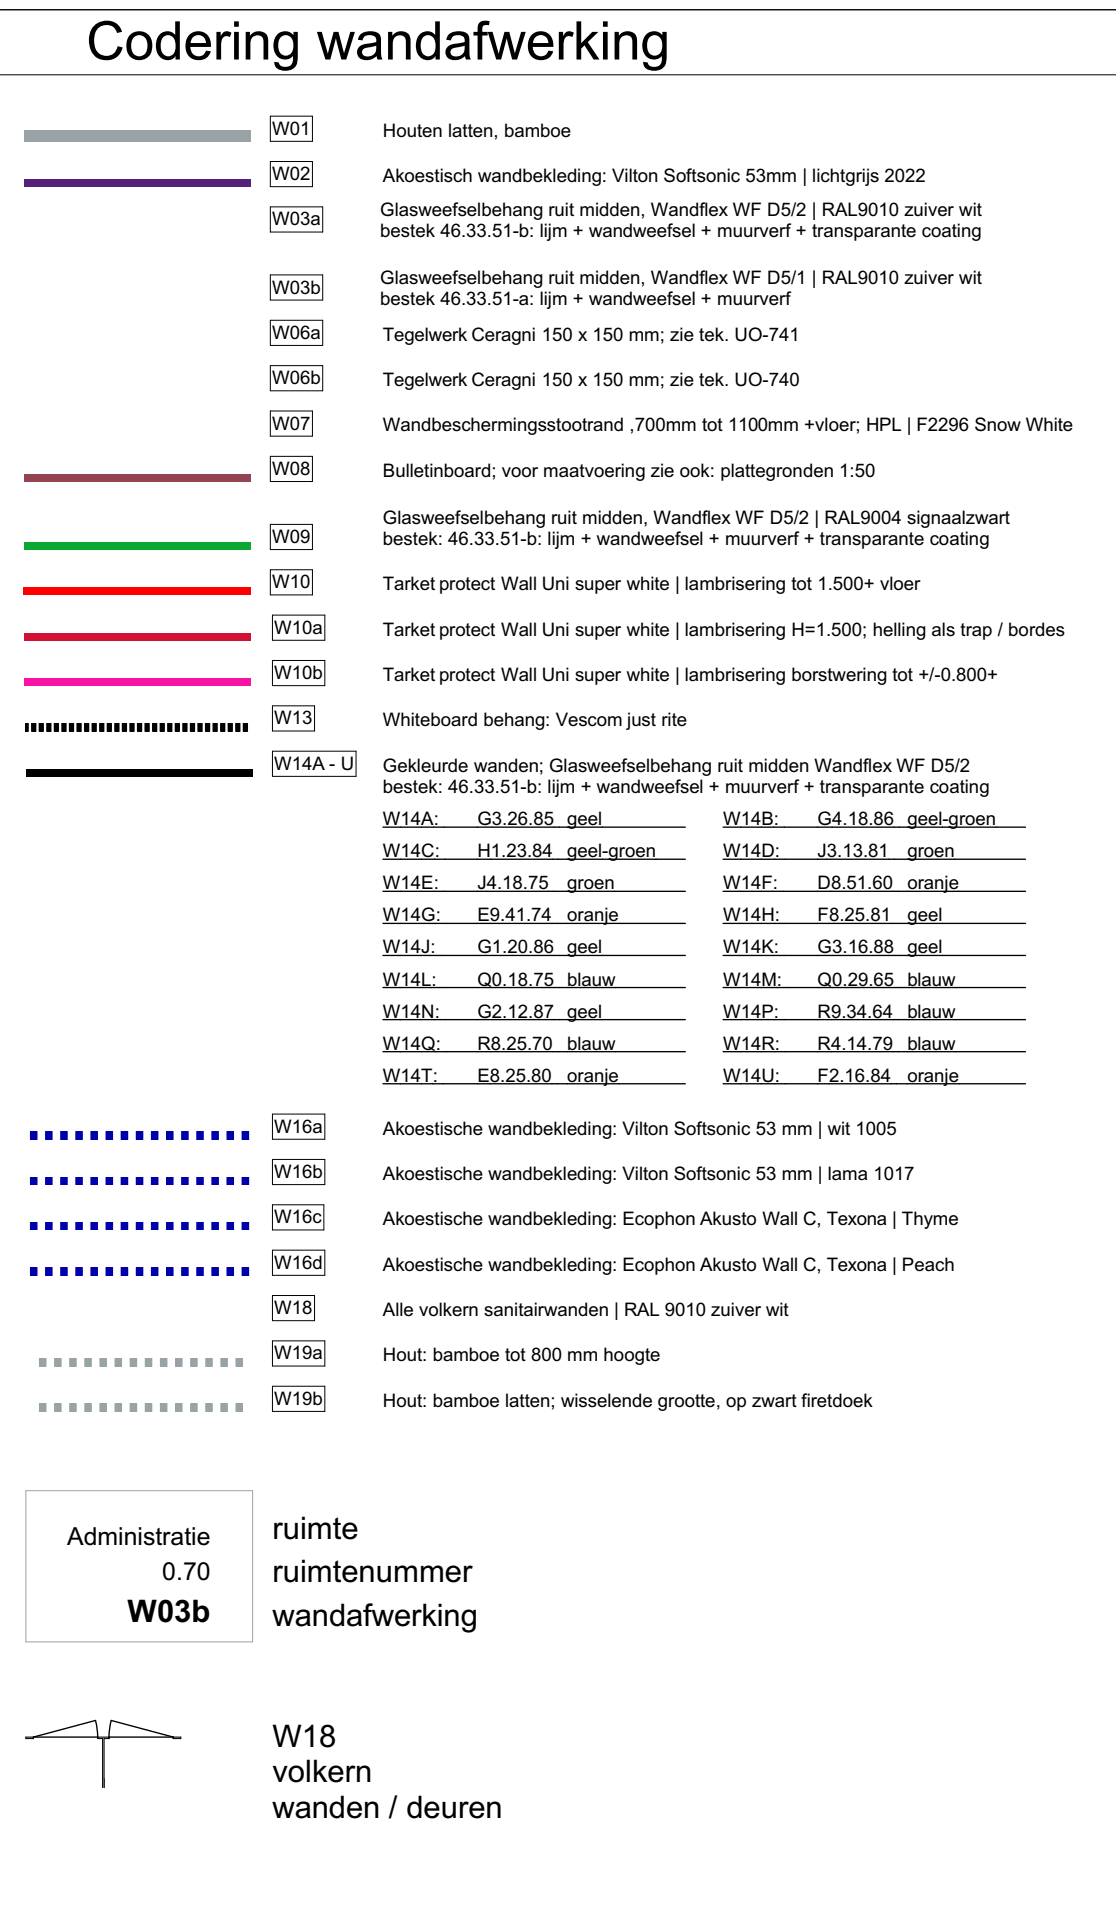 Codering wandafwerking
W01 Houten latten, bamboe
W02 Akoestisch wandbekleding: Vilton Softsonic 53mm | lichtgrijs 2022
W03a Glasweefselbehang ruit midden, Wandflex WF D5/2 | RAL9010 zuiver wit
bestek 46.33.51-b: lijm + wandweefsel + muurverf + transparante coating
W03b Glasweefselbehang ruit midden, Wandflex WF D5/1 | RAL9010 zuiver wit
bestek 46.33.51-a: lijm + wandweefsel + muurverf
W06a Tegelwerk Ceragni 150 x 150 mm; zie tek. UO-741
W06b Tegelwerk Ceragni 150 x 150 mm; zie tek. UO-740
W07 Wandbeschermingsstootrand ,700mm tot 1100mm +vloer; HPL | F2296 Snow White
W08 Bulletinboard; voor maatvoering zie ook: plattegronden 1:50
W09 Glasweefselbehang ruit midden, Wandflex WF D5/2 | RAL9004 signaalzwart
bestek: 46.33.51-b: lijm + wandweefsel + muurverf + transparante coating
W10 Tarket protect Wall Uni super white | lambrisering tot 1.500+ vloer
W10a Tarket protect Wall Uni super white | lambrisering H=1.500; helling als trap / bordes
W10b Tarket protect Wall Uni super white | lambrisering borstwering tot +/-0.800+
W13 Whiteboard behang: Vescom just rite
W14A - U Gekleurde wanden; Glasweefselbehang ruit midden Wandflex WF D5/2
bestek: 46.33.51-b: lijm + wandweefsel + muurverf + transparante coating
W14A: G3.26.85 geel W14B: G4.18.86 geel-groen
W14C: H1.23.84 geel-groen W14D: J3.13.81 groen
W14E: J4.18.75 groen W14F: D8.51.60 oranje
W14G: E9.41.74 oranje W14H: F8.25.81 geel
W14J: G1.20.86 geel W14K: G3.16.88 geel
W14L: Q0.18.75 blauw W14M: Q0.29.65 blauw
W14N: G2.12.87 geel W14P: R9.34.64 blauw
W14Q: R8.25.70 blauw W14R: R4.14.79 blauw
W14T: E8.25.80 oranje W14U: F2.16.84 oranje
W16a Akoestische wandbekleding: Vilton Softsonic 53 mm | wit 1005
W16b Akoestische wandbekleding: Vilton Softsonic 53 mm | lama 1017
W16c Akoestische wandbekleding: Ecophon Akusto Wall C, Texona | Thyme
W16d Akoestische wandbekleding: Ecophon Akusto Wall C, Texona | Peach
W18 Alle volkern sanitairwanden | RAL 9010 zuiver wit
W19a Hout: bamboe tot 800 mm hoogte
W19b Hout: bamboe latten; wisselende grootte, op zwart firetdoek
Administratie ruimte
0.70 ruimtenummer
W03b wandafwerking
W18
volkern
wanden / deuren